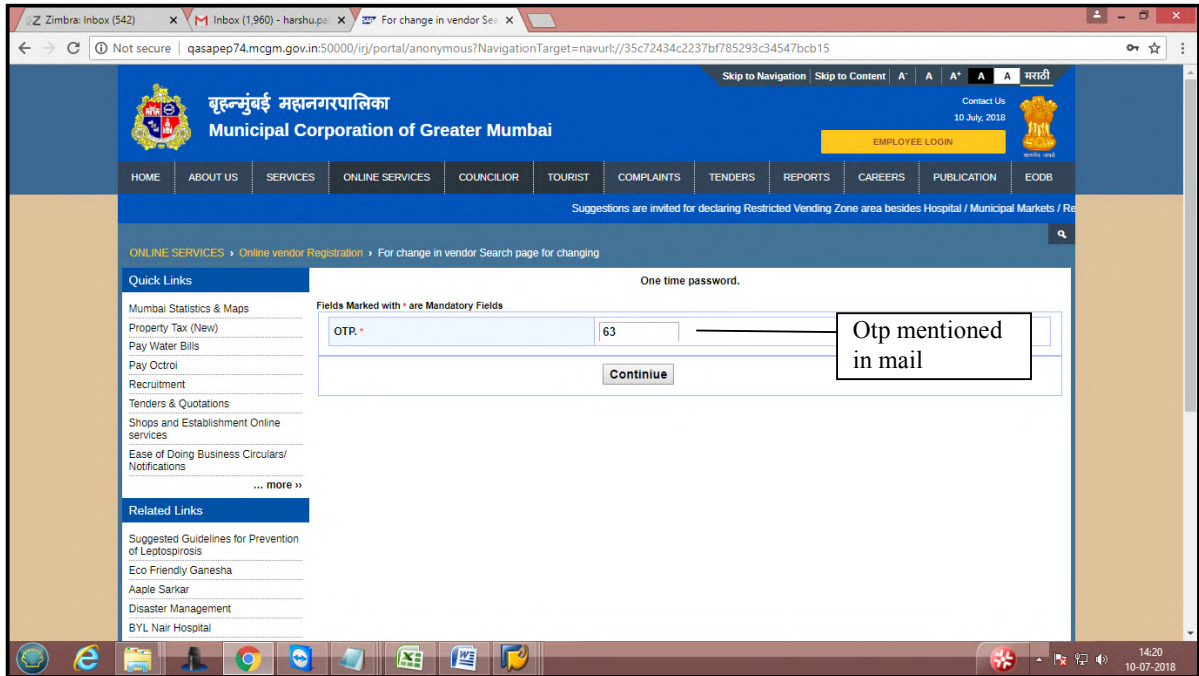 Zimbra: Inbox (542)
Inbox (1,960) - harshu.pa
For change in vendor Sea
Not secure | qasapep74.mcgm.gov.in:50000/irj/portal/anonymous?NavigationTarget=navurl://35c72434c2237bf785293c34547bcb15
Skip to Navigation Skip to Content A- A A+ A A मराठी
बृहन्मुंबई महानगरपालिका
Municipal Corporation of Greater Mumbai
Contact Us
10 July, 2018
EMPLOYEE LOGIN
सत्यमेव जयते
HOME ABOUT US SERVICES ONLINE SERVICES COUNCILIOR TOURIST COMPLAINTS TENDERS REPORTS CAREERS PUBLICATION EODB
Suggestions are invited for declaring Restricted Vending Zone area besides Hospital / Municipal Markets / Re
ONLINE SERVICES › Online vendor Registration › For change in vendor Search page for changing
Quick Links
Mumbai Statistics & Maps
Property Tax (New)
Pay Water Bills
Pay Octroi
Recruitment
Tenders & Quotations
Shops and Establishment Online
services
Ease of Doing Business Circulars/
Notifications
... more ››
Related Links
Suggested Guidelines for Prevention
of Leptospirosis
Eco Friendly Ganesha
Aaple Sarkar
Disaster Management
BYL Nair Hospital
One time password.
Fields Marked with * are Mandatory Fields
OTP. * 63
Otp mentioned
in mail
Continiue
14:20
10-07-2018